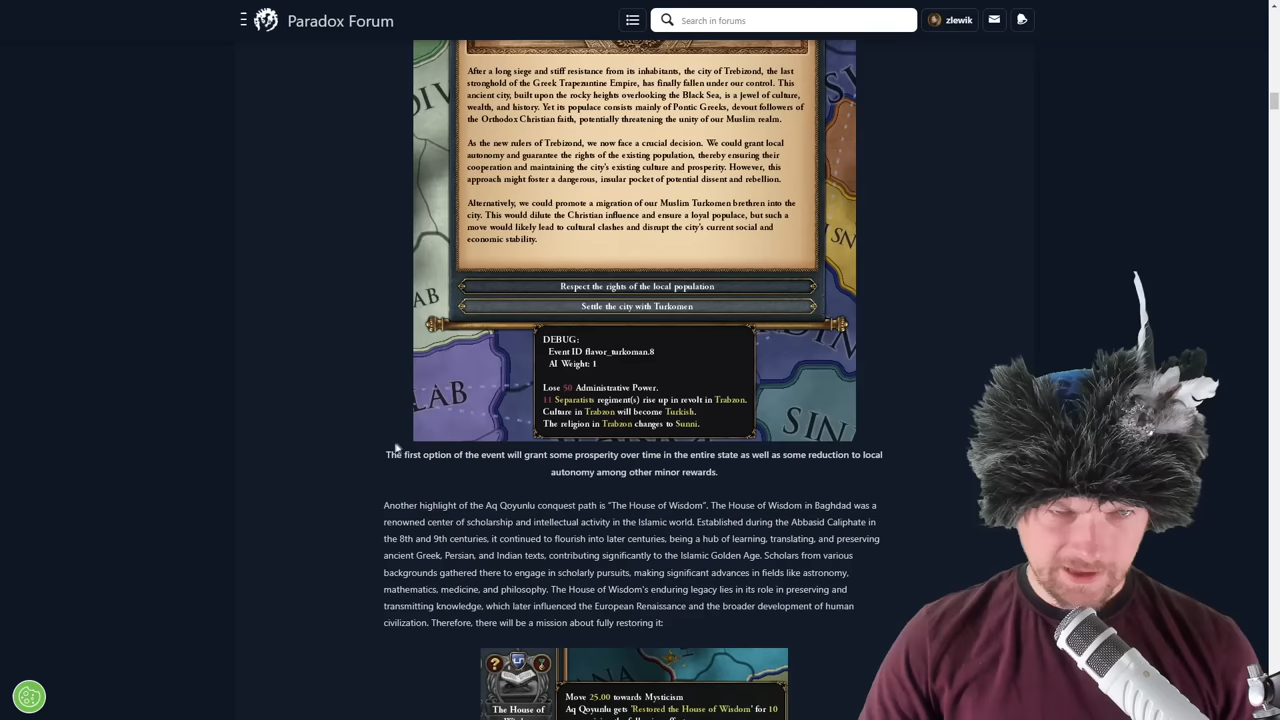 Paradox Forum
Search in forums
zlewik
After a long siege and stiff resistance from its inhabitants, the city of Trebizond, the last
stronghold of the Greek Trapezuntine Empire, has finally fallen under our control. This
ancient city, built upon the rocky heights overlooking the Black Sea, is a jewel of culture,
wealth, and history. Yet its populace consists mainly of Pontic Greeks, devout followers of
the Orthodox Christian faith, potentially threatening the unity of our Muslim realm.
As the new rulers of Trebizond, we now face a crucial decision. We could grant local
autonomy and guarantee the rights of the existing population, thereby ensuring their
cooperation and maintaining the city's existing culture and prosperity. However, this
approach might foster a dangerous, insular pocket of potential dissent and rebellion.
Alternatively, we could promote a migration of our Muslim Turkomen brethren into the
city. This would dilute the Christian influence and ensure a loyal populace, but such a
move would likely lead to cultural clashes and disrupt the city's current social and
economic stability.
Respect the rights of the local population
Settle the city with Turkomen
DEBUG:
Event ID flavor_turkoman.8
AI Weight: 1
Lose 50 Administrative Power.
11 Separatists regiment(s) rise up in revolt in Trabzon.
Culture in Trabzon will become Turkish.
The religion in Trabzon changes to Sunni.
AB
LAB
SIN
The first option of the event will grant some prosperity over time in the entire state as well as some reduction to local
autonomy among other minor rewards.
Another highlight of the Aq Qoyunlu conquest path is "The House of Wisdom". The House of Wisdom in Baghdad was a
renowned center of scholarship and intellectual activity in the Islamic world. Established during the Abbasid Caliphate in
the 8th and 9th centuries, it continued to flourish into later centuries, being a hub of learning, translating, and preserving
ancient Greek, Persian, and Indian texts, contributing significantly to the Islamic Golden Age. Scholars from various
backgrounds gathered there to engage in scholarly pursuits, making significant advances in fields like astronomy,
mathematics, medicine, and philosophy. The House of Wisdom's enduring legacy lies in its role in preserving and
transmitting knowledge, which later influenced the European Renaissance and the broader development of human
civilization. Therefore, there will be a mission about fully restoring it:
Move 25.00 towards Mysticism
The House of
Aq Qoyunlu gets 'Restored the House of Wisdom' for 10